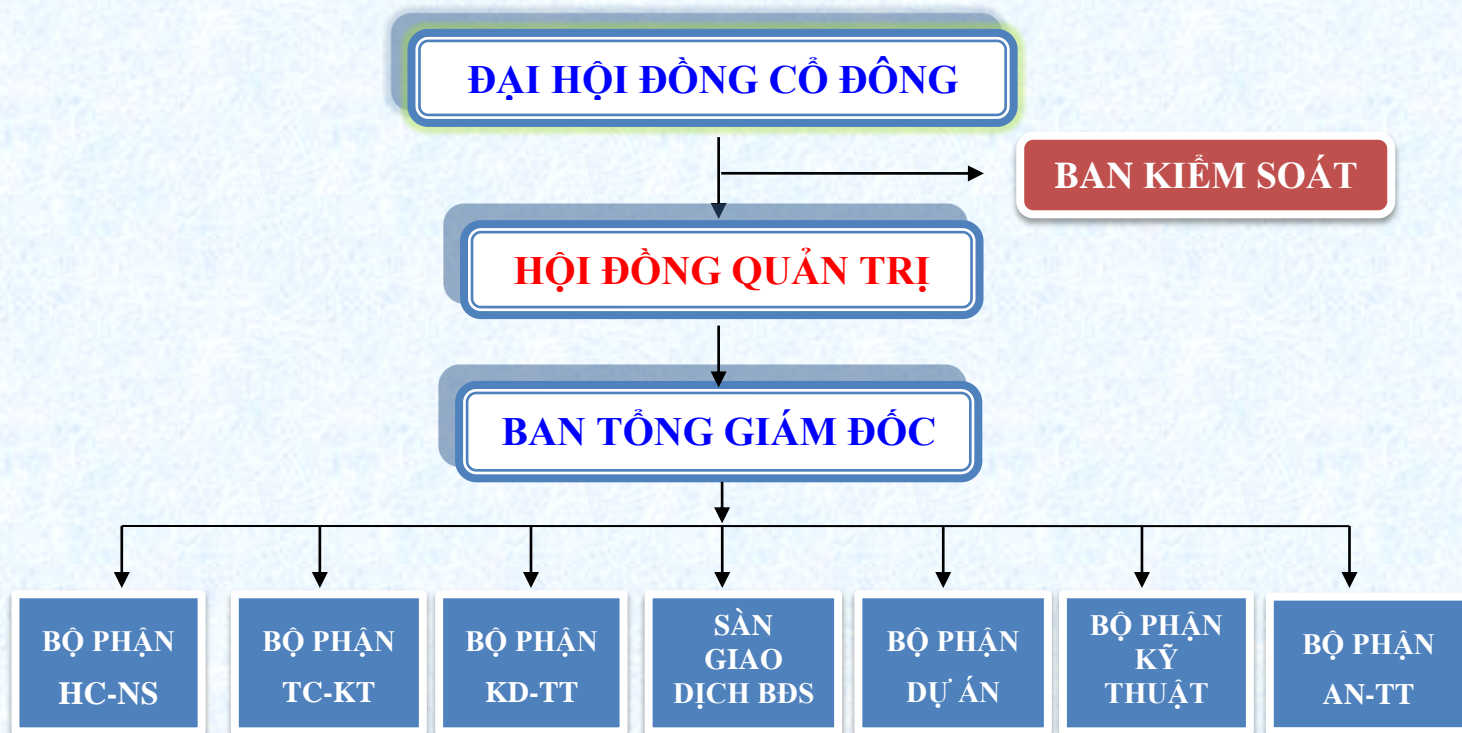 ĐẠI HỘI ĐỒNG CỔ ĐÔNG
BAN KIỂM SOÁT
HỘI ĐỒNG QUẢN TRỊ
BAN TỔNG GIÁM ĐỐC
BỘ PHẬN
HC-NS
BỘ PHẬN
TC-KT
BỘ PHẬN
KD-TT
SÀN
GIAO
DỊCH BĐS
BỘ PHẬN
DỰ ÁN
BỘ PHẬN
KỸ
THUẬT
BỘ PHẬN
AN-TT